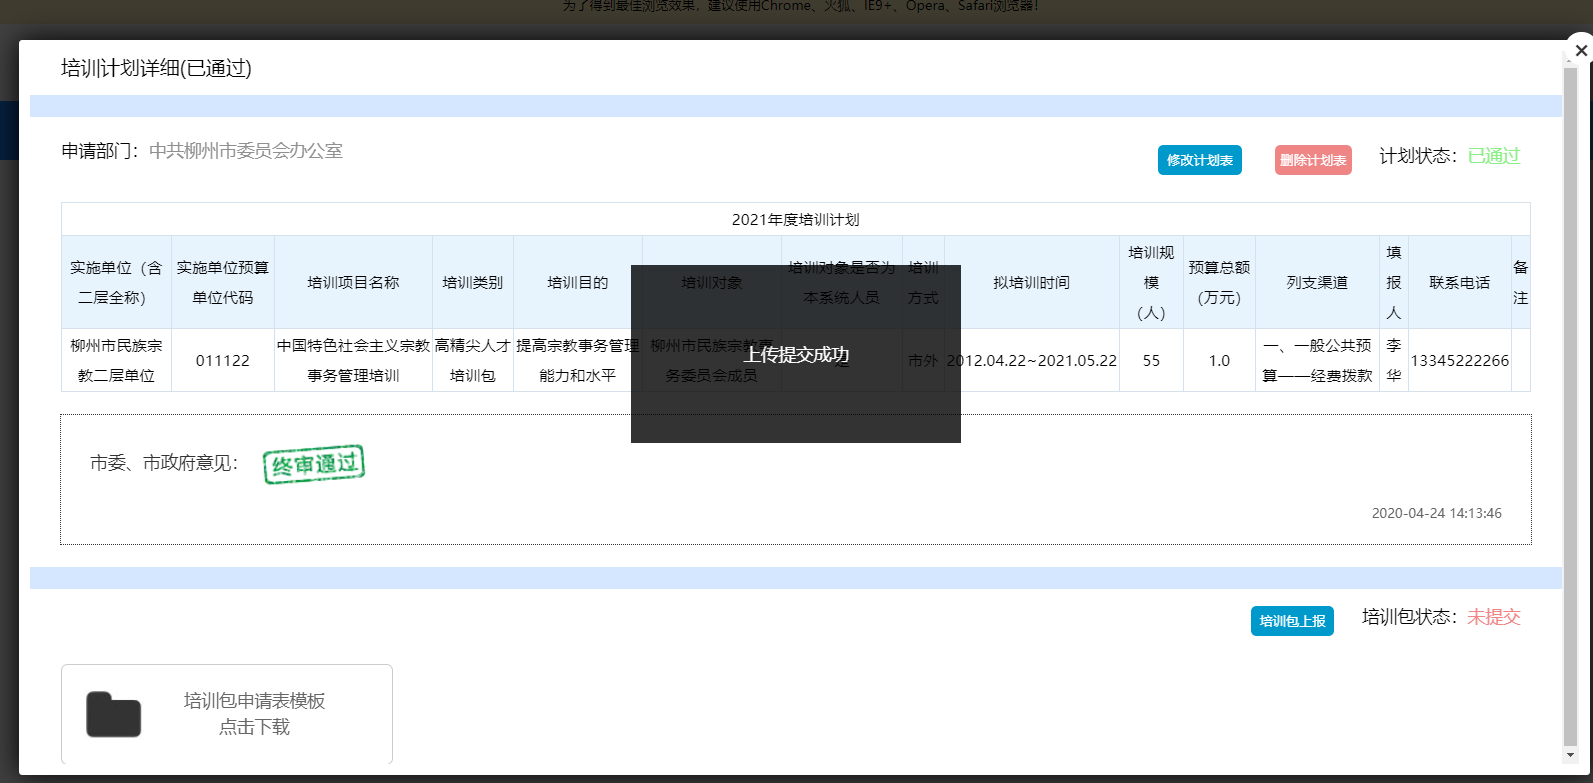 为了得到最佳浏览效果，建议使用Chrome、火狐、IE9+、Opera、Safari浏览器！
培训计划详细(已通过)
申请部门：中共柳州市委员会办公室
修改计划表 删除计划表 计划状态：已通过
2021年度培训计划
实施单位（含二层全称） 实施单位预算单位代码 培训项目名称 培训类别 培训目的 培训对象 培训对象是否为本系统人员 培训方式 拟培训时间 培训规模（人） 预算总额（万元） 列支渠道 填报人 联系电话 备注
柳州市民族宗教二层单位 011122 中国特色社会主义宗教事务管理培训 高精尖人才培训包 提高宗教事务管理能力和水平 柳州市民族宗教事务委员会成员 是 市外 2012.04.22~2021.05.22 55 1.0 一、一般公共预算——经费拨款 李华 13345222266
上传提交成功
市委、市政府意见： 终审通过
2020-04-24 14:13:46
培训包上报 培训包状态：未提交
培训包申请表模板
点击下载